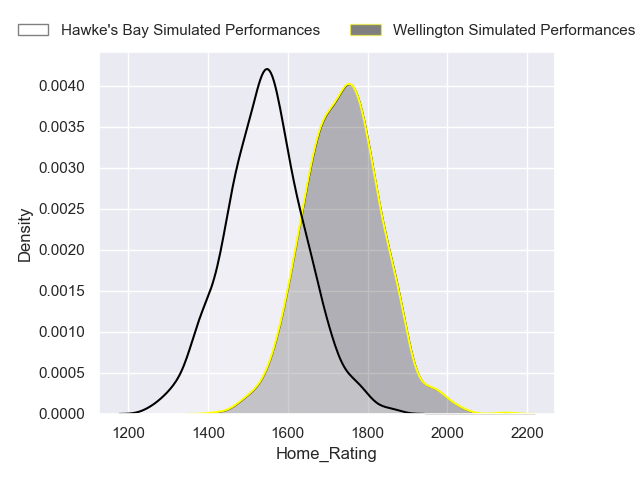 Hawke's Bay Simulated Performances
Wellington Simulated Performances
Density
0.0040
0.0035
0.0030
0.0025
0.0020
0.0015
0.0010
0.0005
0.0000
1200 1400 1600 1800 2000 2200
Home_Rating